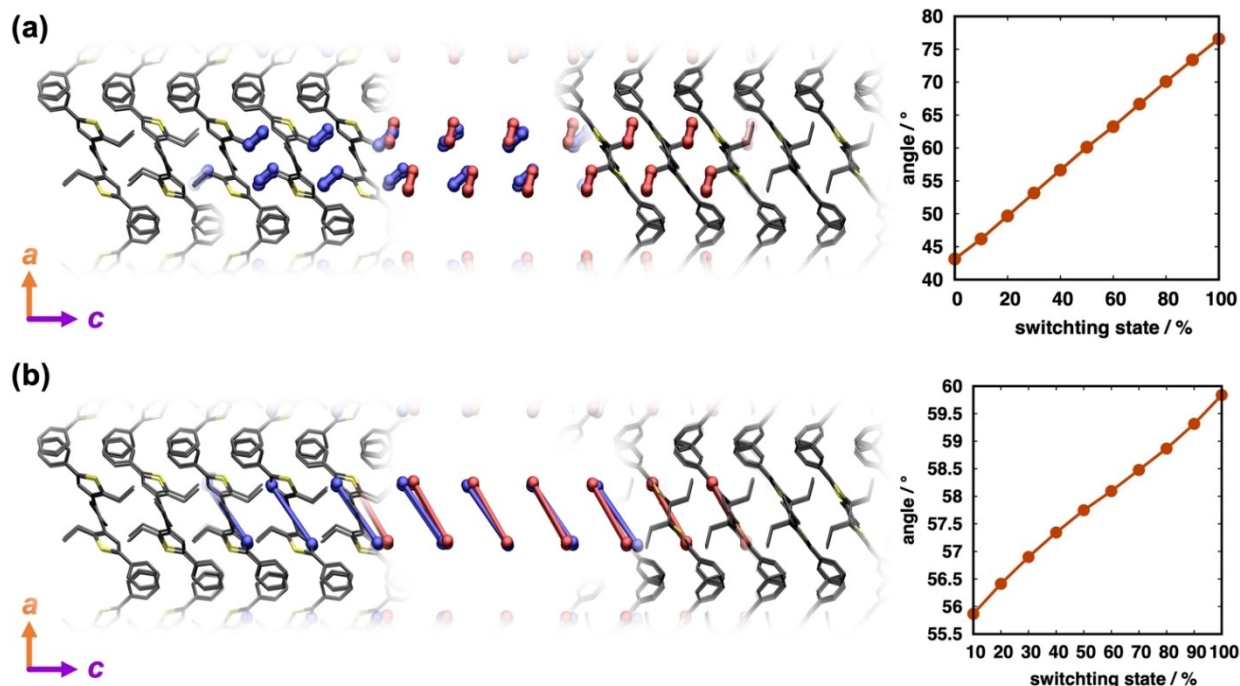 (a)
a
c
80
75
70
65
60
55
50
45
40
angle / °
0 20 40 60 80 100
switchting state / %
(b)
a
c
60
59.5
59
58.5
58
57.5
57
56.5
56
55.5
angle / °
10 20 30 40 50 60 70 80 90 100
switchting state / %